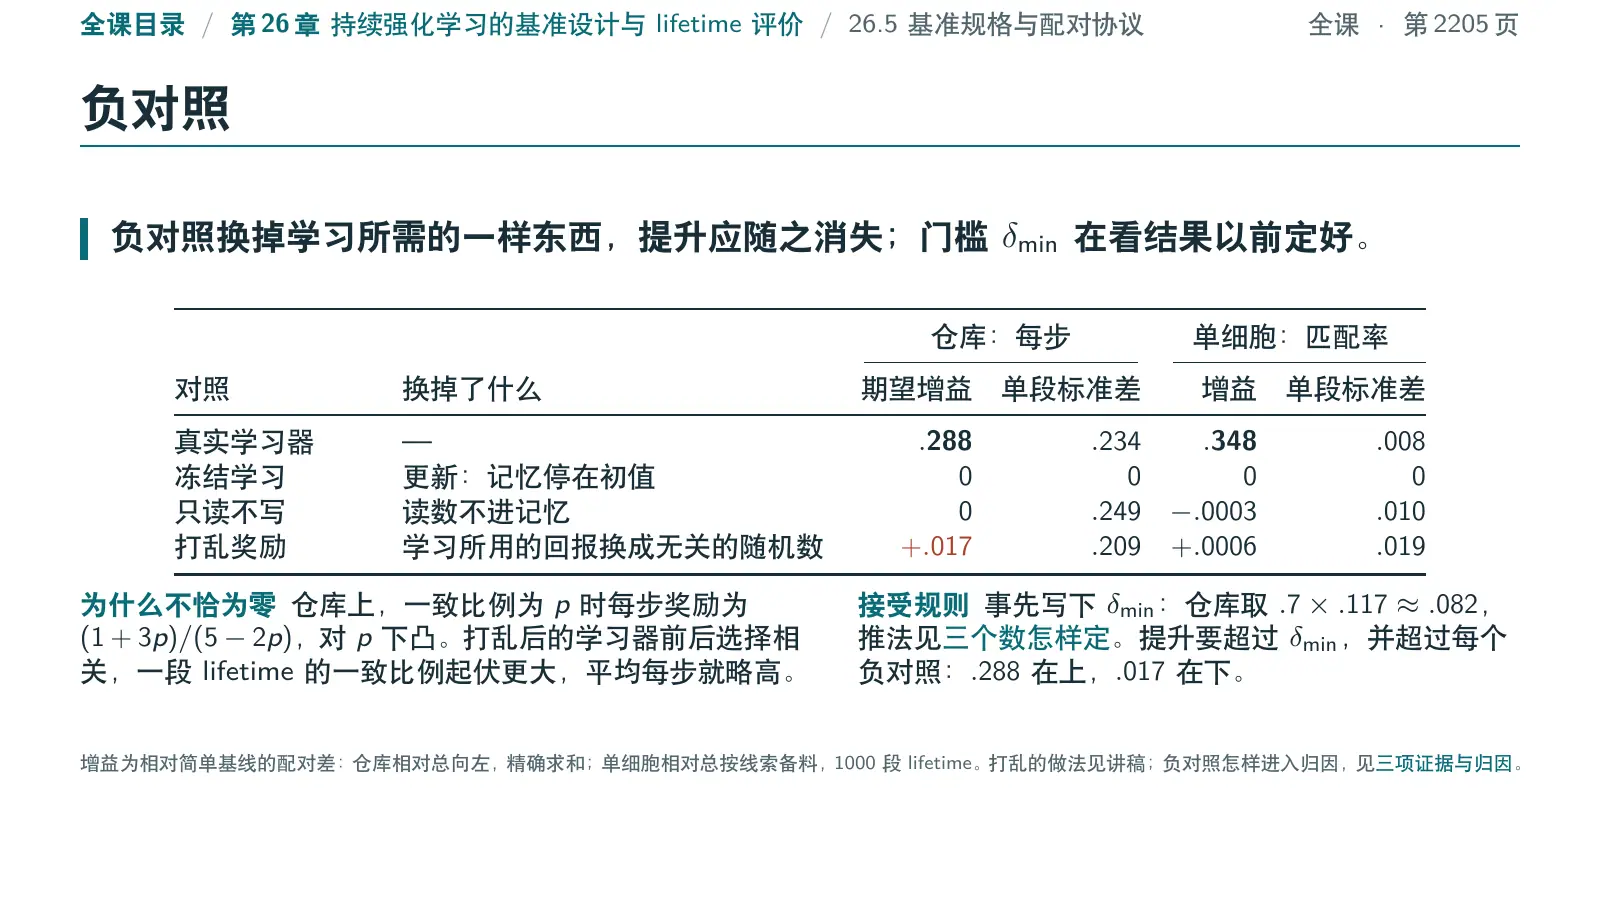 全课目录 / 第 26 章 持续强化学习的基准设计与 lifetime 评价 / 26.5 基准规格与配对协议 全课 · 第 2205 页
负对照
负对照换掉学习所需的一样东西，提升应随之消失；门槛 δmin 在看结果以前定好。
仓库：每步 单细胞：匹配率
对照 换掉了什么 期望增益 单段标准差 增益 单段标准差
真实学习器 — .288 .234 .348 .008
冻结学习 更新：记忆停在初值 0 0 0 0
只读不写 读数不进记忆 0 .249 −.0003 .010
打乱奖励 学习所用的回报换成无关的随机数 +.017 .209 +.0006 .019
为什么不恰为零 仓库上，一致比例为 p 时每步奖励为
(1 + 3p)/(5 − 2p)，对 p 下凸。打乱后的学习器前后选择相
关，一段 lifetime 的一致比例起伏更大，平均每步就略高。
接受规则 事先写下 δmin：仓库取 .7 × .117 ≈ .082，
推法见三个数怎样定。提升要超过 δmin，并超过每个
负对照：.288 在上，.017 在下。
增益为相对简单基线的配对差：仓库相对总向左，精确求和；单细胞相对总按线索备料，1000 段 lifetime。打乱的做法见讲稿；负对照怎样进入归因，见三项证据与归因。